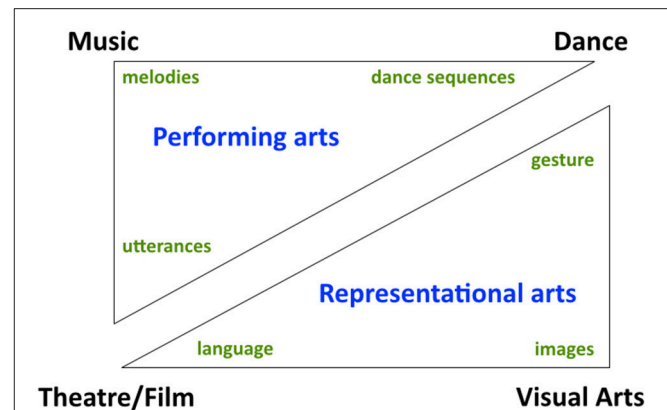 Music
Dance
melodies
dance sequences
Performing arts
gesture
utterances
Representational arts
language
images
Theatre/Film
Visual Arts